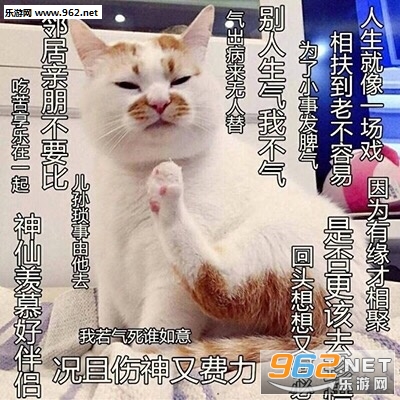 乐游网 www.962.net
人生就像一场戏
因为有缘才相聚
相扶到老不容易
是否更该去
为了小事发脾气
回头想想又
别人生气我不气
气出病来无人替
我若气死谁如意
况且伤神又费力
邻居亲朋不要比
儿孙琐事由他去
吃苦享乐在一起
神仙羡慕好伴侣
962.NET
乐游网